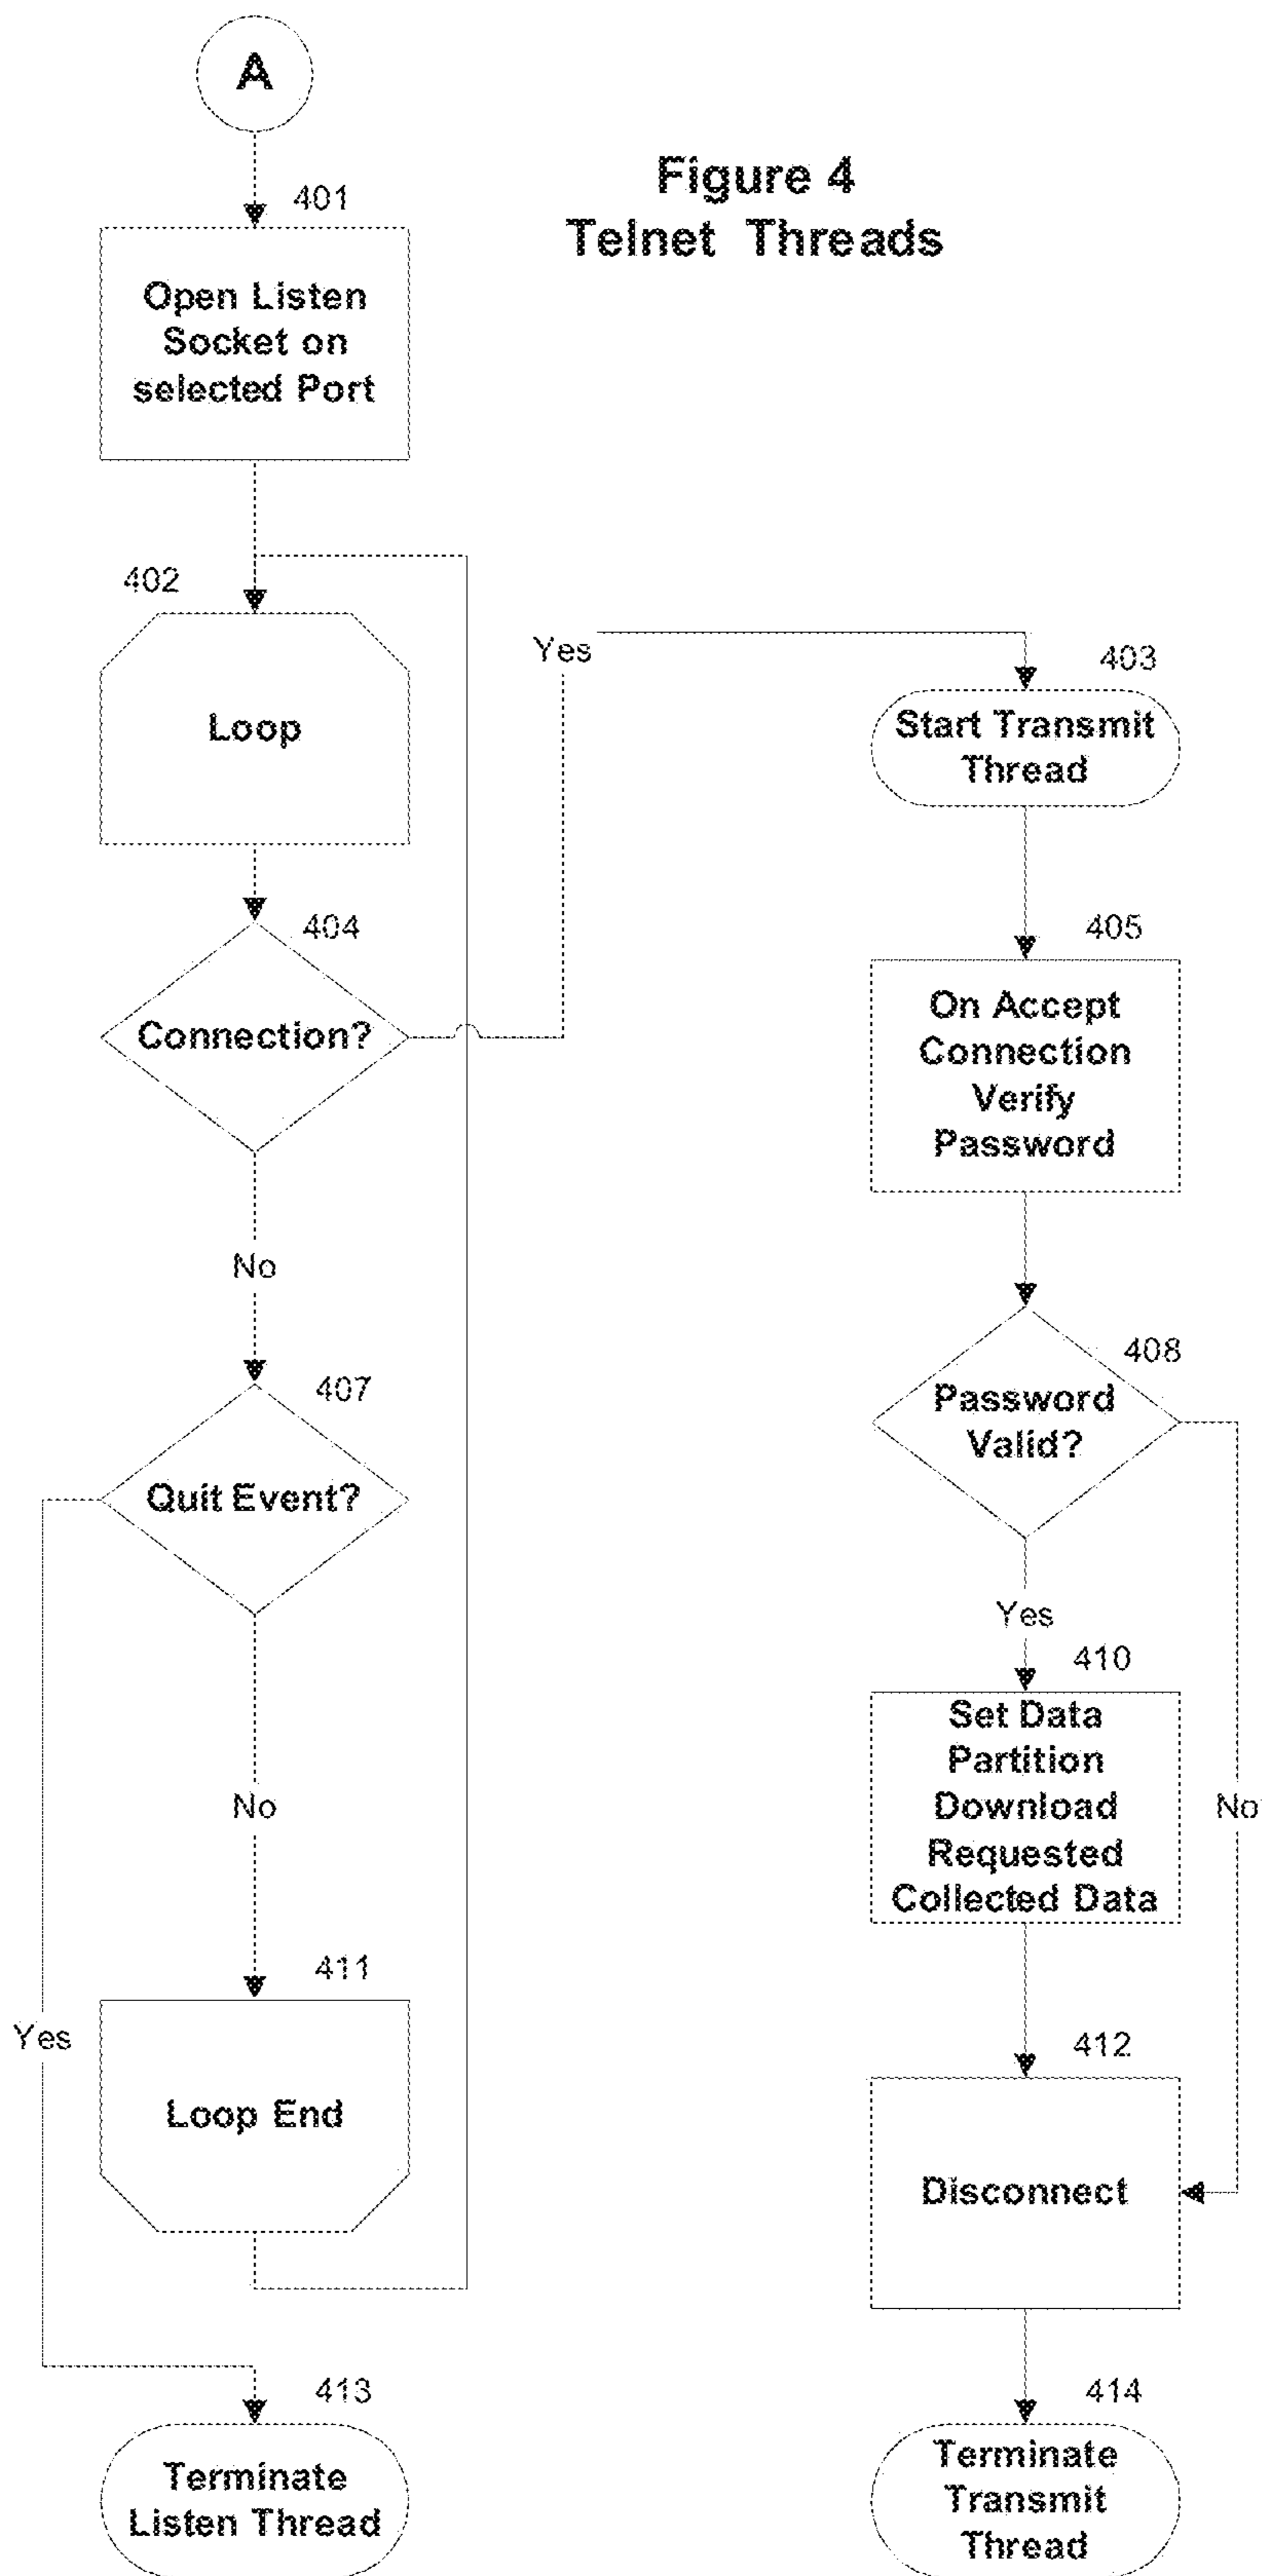 A
Figure 4
Telnet Threads
401
Open Listen
Socket on
selected Port
402
Loop
Yes
403
Start Transmit
Thread
404
Connection?
405
On Accept
Connection
Verify
Password
No
407
Quit Event?
408
Password
Valid?
Yes
410
Set Data
Partition
Download
Requested
Collected Data
No
No
411
Loop End
Yes
412
Disconnect
413
Terminate
Listen Thread
414
Terminate
Transmit
Thread